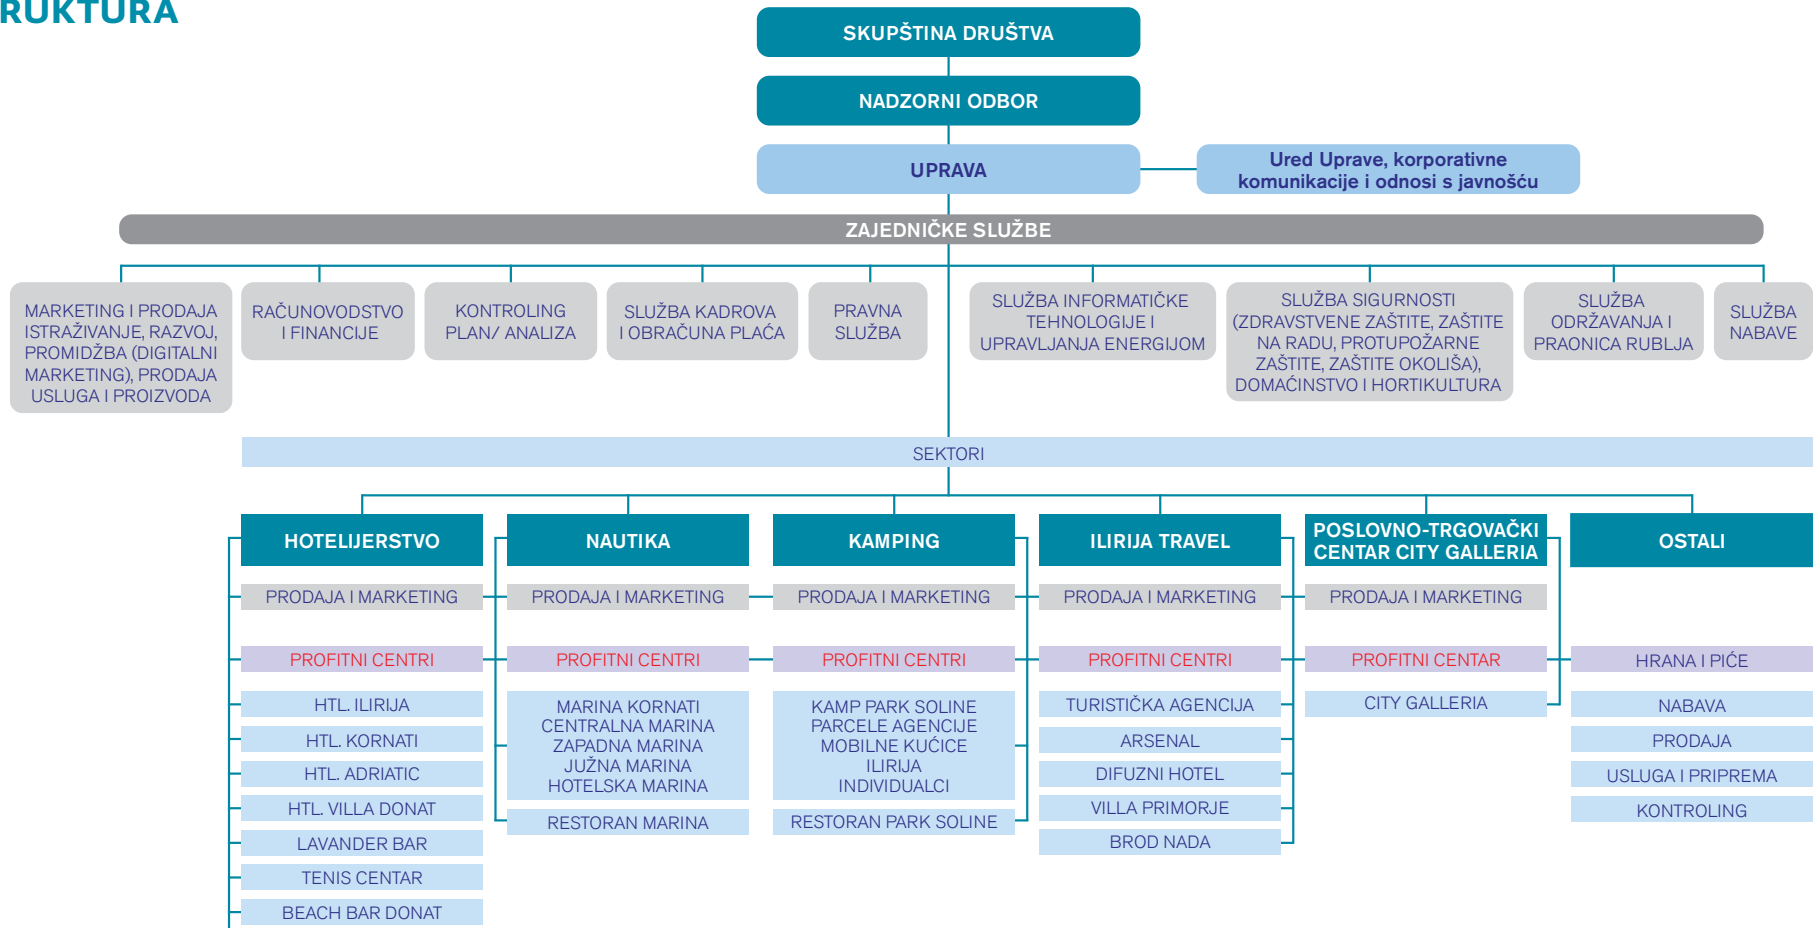 RUKTURA
SKUPŠTINA DRUŠTVA
NADZORNI ODBOR
UPRAVA
Ured Uprave, korporativne
komunikacije i odnosi s javnošću
ZAJEDNIČKE SLUŽBE
MARKETING I PRODAJA
ISTRAŽIVANJE, RAZVOJ,
PROMIDŽBA (DIGITALNI
MARKETING), PRODAJA
USLUGA I PROIZVODA
RAČUNOVODSTVO
I FINANCIJE
KONTROLING
PLAN/ ANALIZA
SLUŽBA KADROVA
I OBRAČUNA PLAĆA
PRAVNA
SLUŽBA
SLUŽBA INFORMATIČKE
TEHNOLOGIJE I
UPRAVLJANJA ENERGIJOM
SLUŽBA SIGURNOSTI
(ZDRAVSTVENE ZAŠTITE, ZAŠTITE
NA RADU, PROTUPOŽARNE
ZAŠTITE, ZAŠTITE OKOLIŠA),
DOMAĆINSTVO I HORTIKULTURA
SLUŽBA
ODRŽAVANJA I
PRAONICA RUBLJA
SLUŽBA
NABAVE
SEKTORI
HOTELIJERSTVO
PRODAJA I MARKETING
PROFITNI CENTRI
HTL. ILIRIJA
HTL. KORNATI
HTL. ADRIATIC
HTL. VILLA DONAT
LAVANDER BAR
TENIS CENTAR
BEACH BAR DONAT
NAUTIKA
PRODAJA I MARKETING
PROFITNI CENTRI
MARINA KORNATI
CENTRALNA MARINA
ZAPADNA MARINA
JUŽNA MARINA
HOTELSKA MARINA
RESTORAN MARINA
KAMPING
PRODAJA I MARKETING
PROFITNI CENTRI
KAMP PARK SOLINE
PARCELE AGENCIJE
MOBILNE KUĆICE
ILIRIJA
INDIVIDUALCI
RESTORAN PARK SOLINE
ILIRIJA TRAVEL
PRODAJA I MARKETING
PROFITNI CENTRI
TURISTIČKA AGENCIJA
ARSENAL
DIFUZNI HOTEL
VILLA PRIMORJE
BROD NADA
POSLOVNO-TRGOVAČKI
CENTAR CITY GALLERIA
PRODAJA I MARKETING
PROFITNI CENTAR
CITY GALLERIA
OSTALI
HRANA I PIĆE
NABAVA
PRODAJA
USLUGA I PRIPREMA
KONTROLING